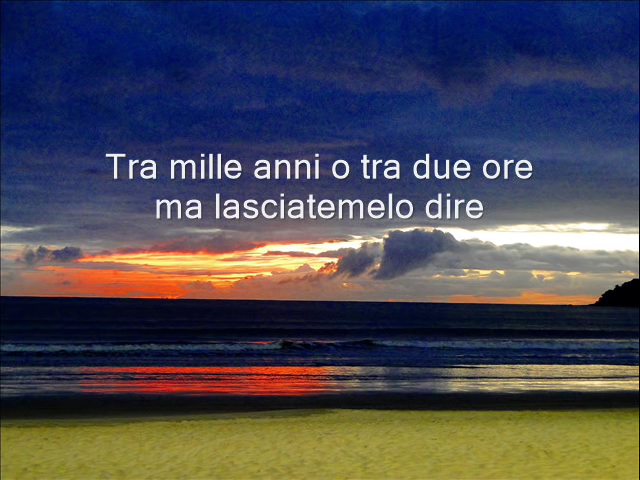 Tra mille anni o tra due ore
ma lasciatemelo dire